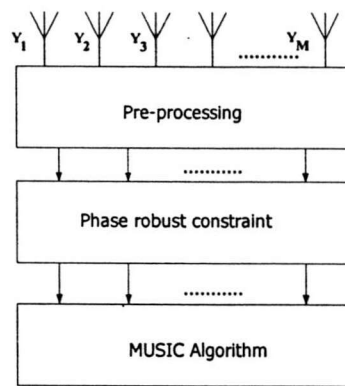 Y1 Y2 Y3 ........... YM
Pre-processing
...........
Phase robust constraint
..........
MUSIC Algorithm